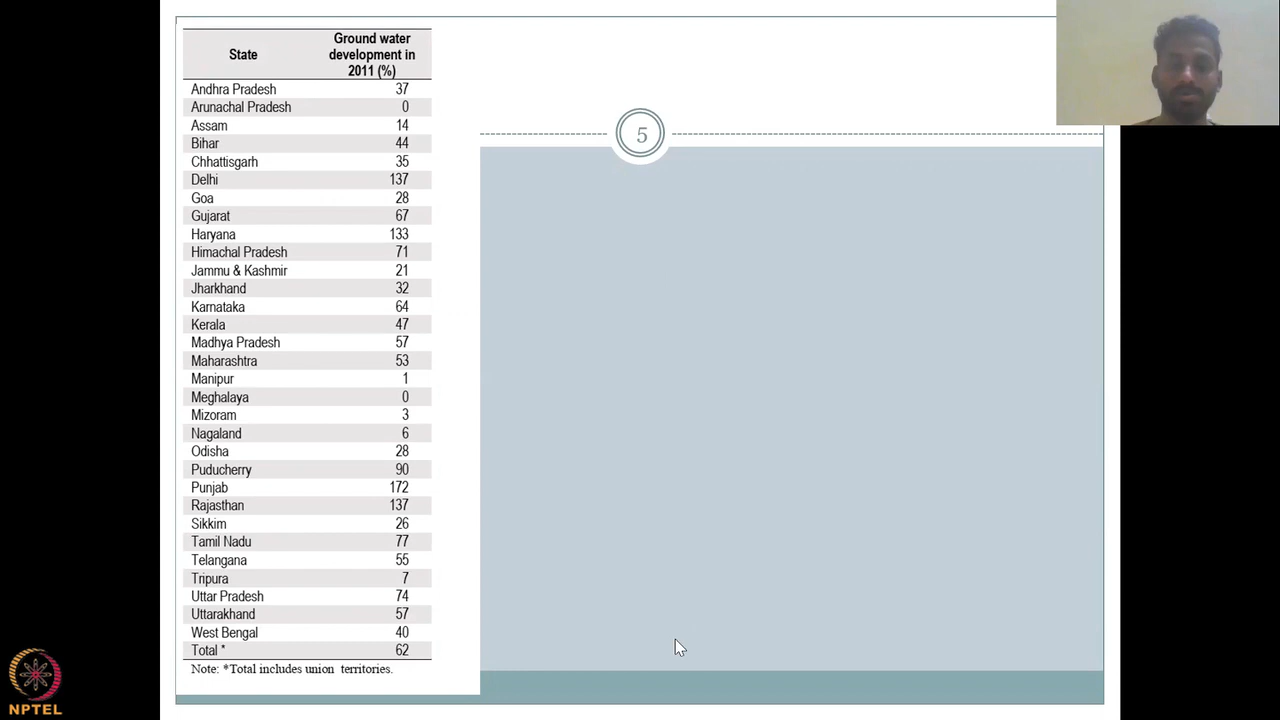 State Ground water development in 2011 (%)
Andhra Pradesh 37
Arunachal Pradesh 0
Assam 14
Bihar 44
Chhattisgarh 35
Delhi 137
Goa 28
Gujarat 67
Haryana 133
Himachal Pradesh 71
Jammu & Kashmir 21
Jharkhand 32
Karnataka 64
Kerala 47
Madhya Pradesh 57
Maharashtra 53
Manipur 1
Meghalaya 0
Mizoram 3
Nagaland 6
Odisha 28
Puducherry 90
Punjab 172
Rajasthan 137
Sikkim 26
Tamil Nadu 77
Telangana 55
Tripura 7
Uttar Pradesh 74
Uttarakhand 57
West Bengal 40
Total * 62
Note: *Total includes union territories.
5
NPTEL